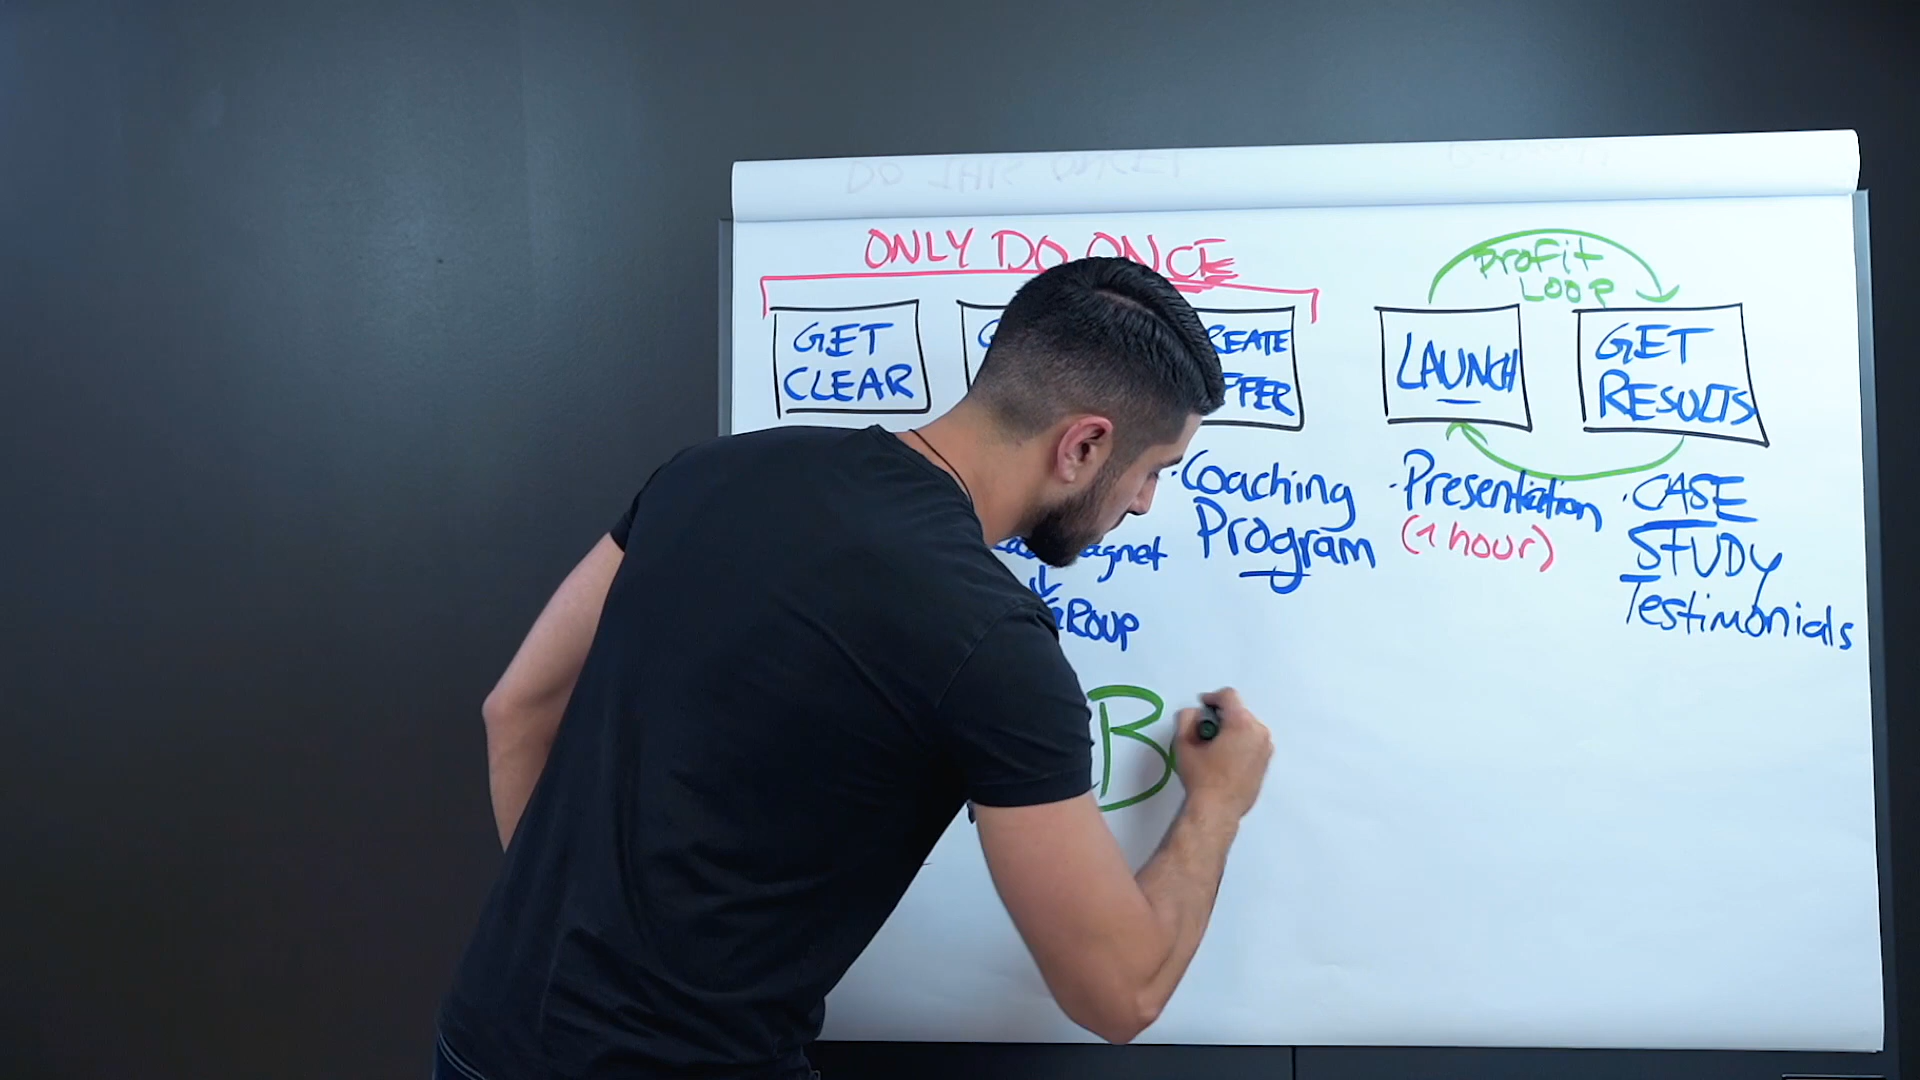 ONLY DO ONCE
Profit
LOOP
GET
CLEAR
LAUNCH
GET
RESULTS
· Coaching
Program
· Presentation
(1 hour)
· CASE
STUDY
Testimonials
B